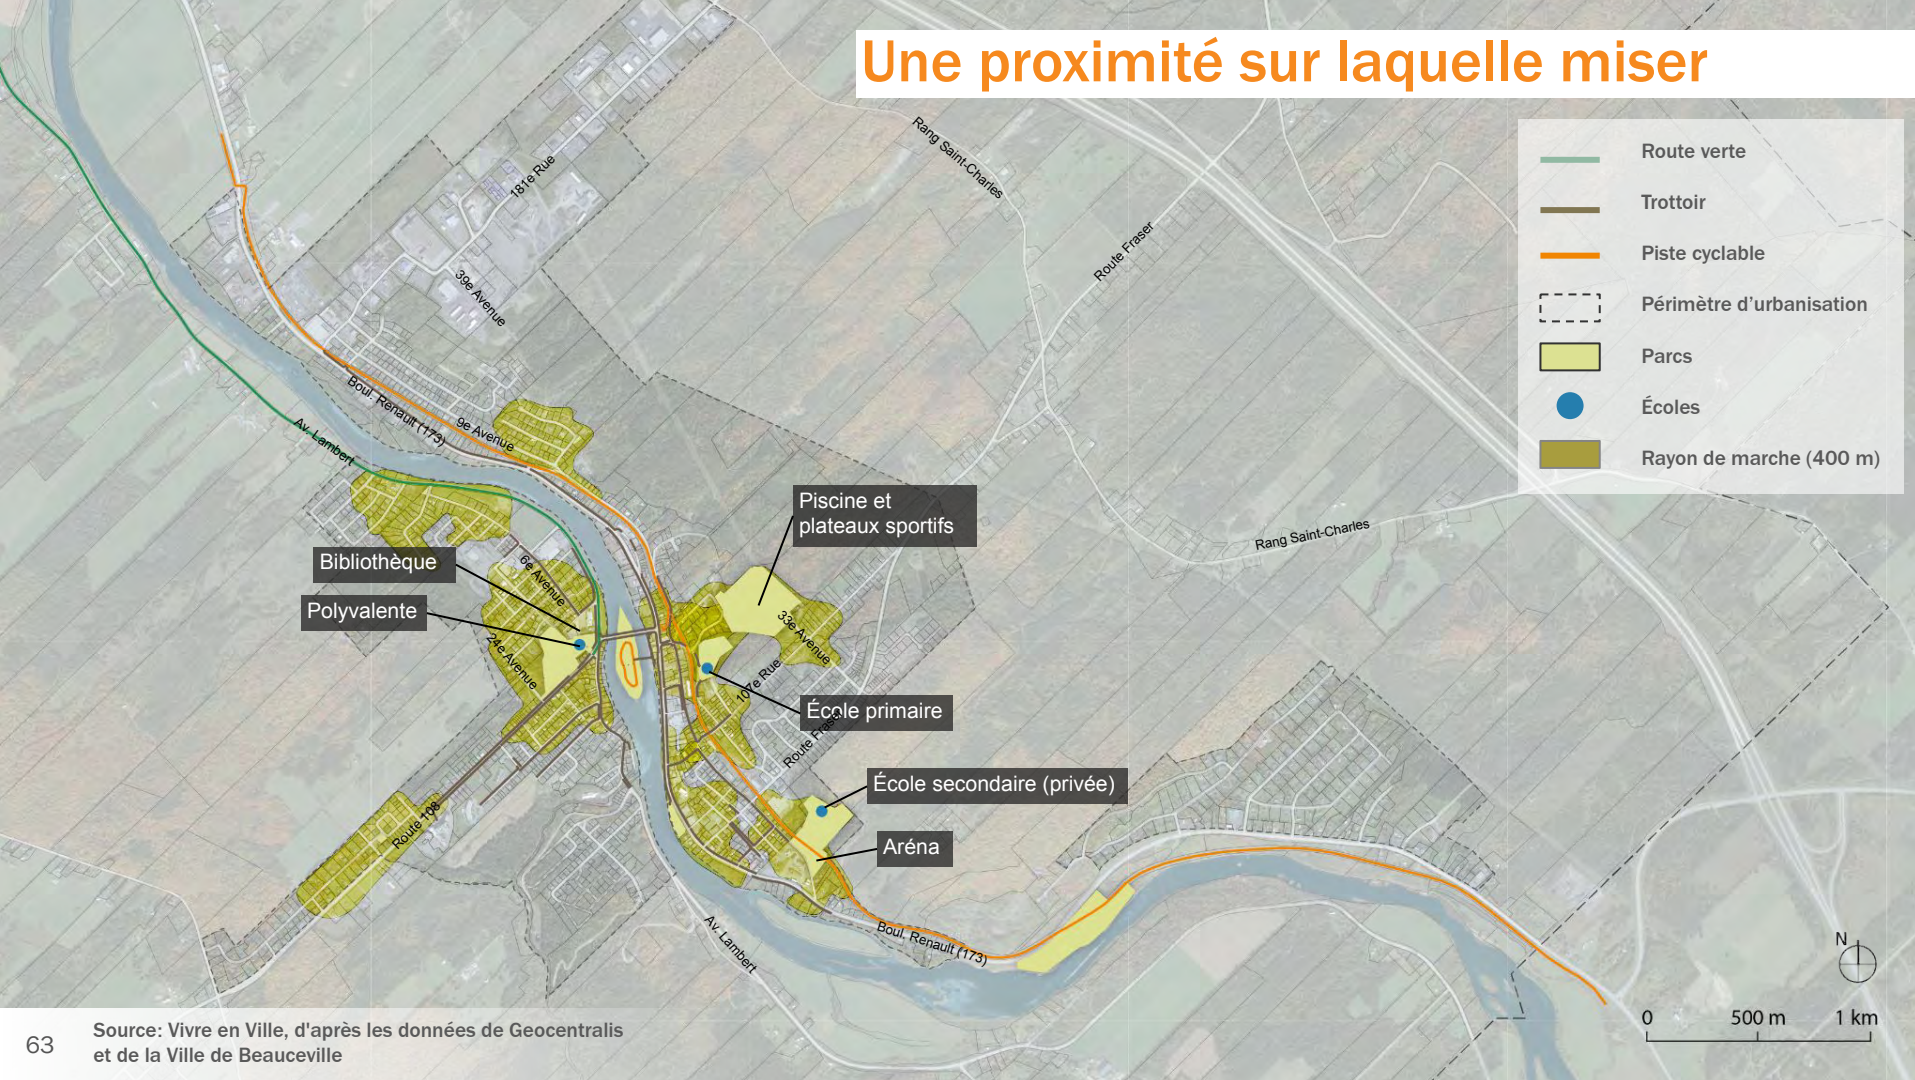 Une proximité sur laquelle miser
Route verte
Trottoir
Piste cyclable
Périmètre d’urbanisation
Parcs
Écoles
Rayon de marche (400 m)
Rang Saint-Charles
181e Rue
Route Fraser
39e Avenue
Boul. Renault (173)
9e Avenue
Av. Lambert
Piscine et
plateaux sportifs
Rang Saint-Charles
Bibliothèque
6e Avenue
Polyvalente
33e Avenue
24e Avenue
107e Rue
École primaire
Route Fraser
École secondaire (privée)
Route 108
Aréna
Av. Lambert
Boul. Renault (173)
N
0 500 m 1 km
63
Source: Vivre en Ville, d'après les données de Geocentralis
et de la Ville de Beauceville